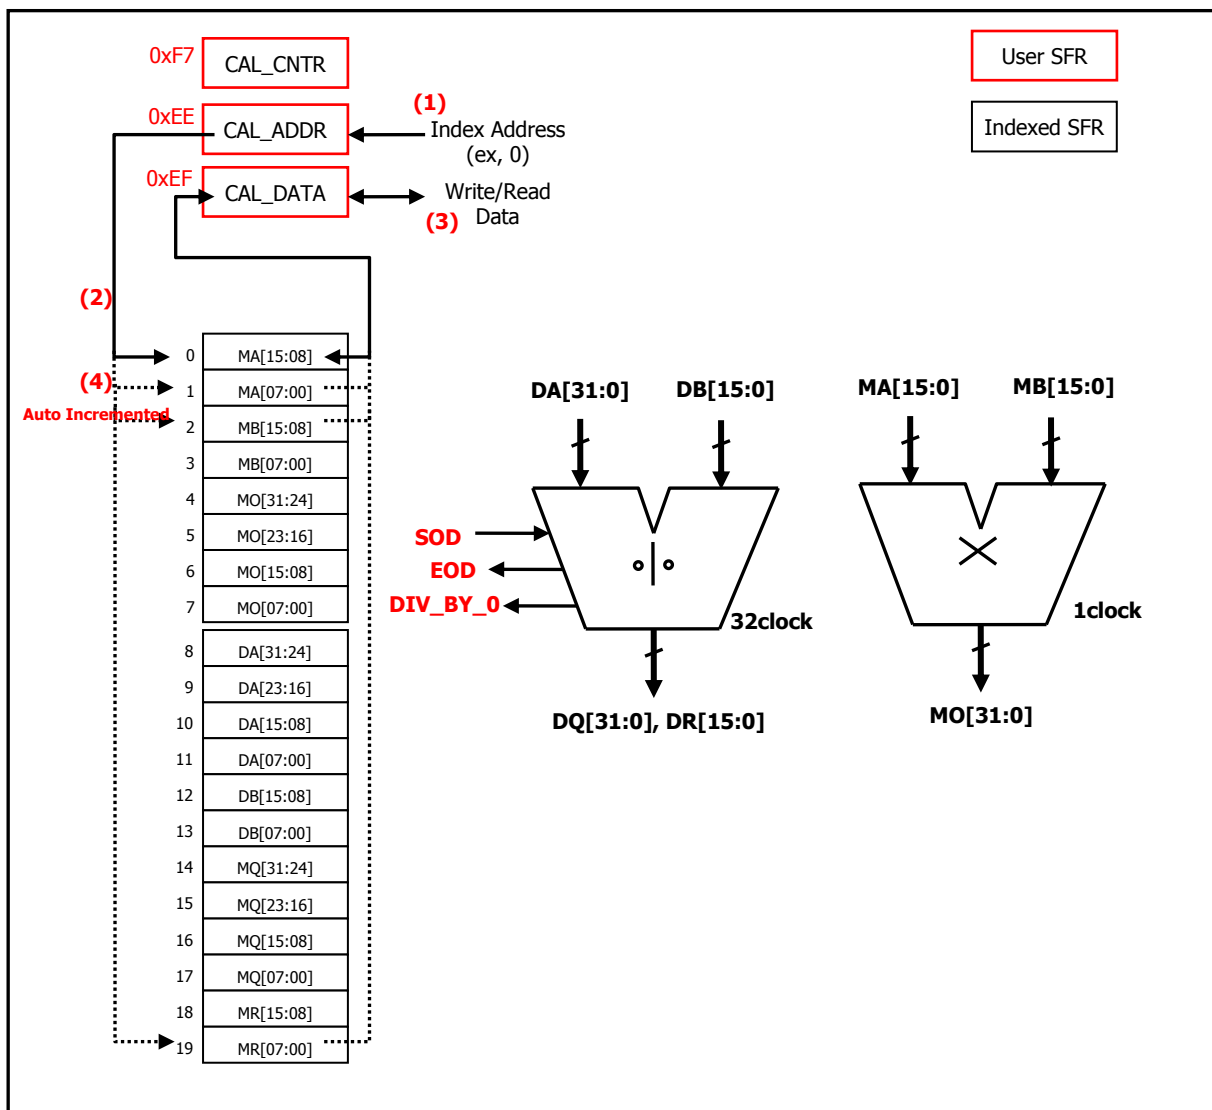 0xF7
CAL_CNTR
User SFR
0xEE
CAL_ADDR
(1)
Index Address
(ex, 0)
Indexed SFR
0xEF
CAL_DATA
Write/Read
Data
(3)
(2)
0 MA[15:08]
(4)
1 MA[07:00]
Auto Incremented
2 MB[15:08]
3 MB[07:00]
4 MO[31:24]
5 MO[23:16]
6 MO[15:08]
7 MO[07:00]
8 DA[31:24]
9 DA[23:16]
10 DA[15:08]
11 DA[07:00]
12 DB[15:08]
13 DB[07:00]
14 MQ[31:24]
15 MQ[23:16]
16 MQ[15:08]
17 MQ[07:00]
18 MR[15:08]
19 MR[07:00]
DA[31:0] DB[15:0]
SOD
EOD
DIV_BY_0
32clock
DQ[31:0], DR[15:0]
MA[15:0] MB[15:0]
1clock
MO[31:0]